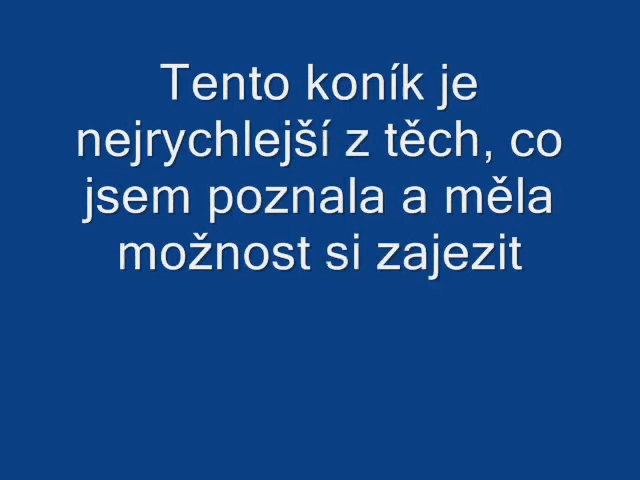 Tento koník je
nejrychlejší z těch, co
jsem poznala a měla
možnost si zajezit